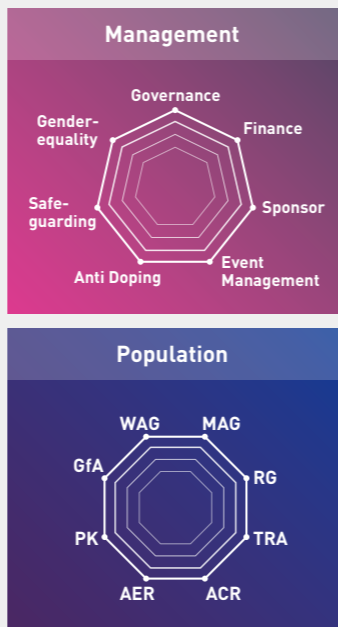 Management
Governance
Gender-
equality
Finance
Safe-
guarding
Sponsor
Anti Doping
Event
Management
Population
WAG
MAG
GfA
RG
PK
TRA
AER
ACR